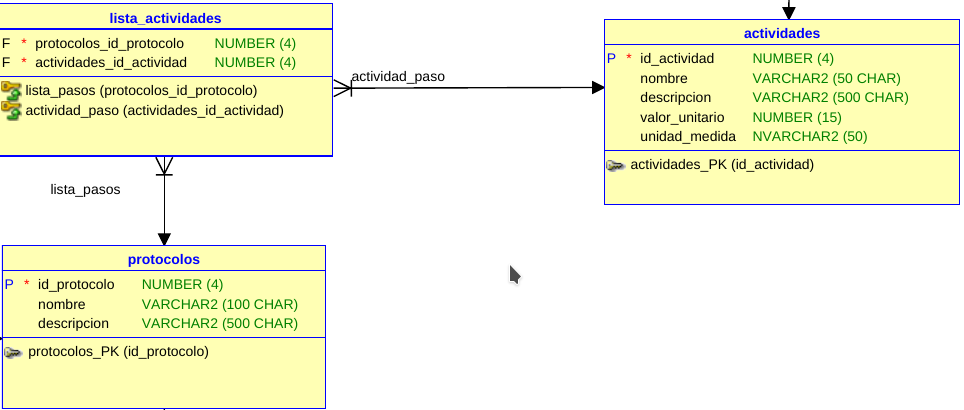 lista_actividades
F * protocolos_id_protocolo NUMBER (4)
F * actividades_id_actividad NUMBER (4)
lista_pasos (protocolos_id_protocolo)
actividad_paso (actividades_id_actividad)
actividad_paso
actividades
P * id_actividad NUMBER (4)
nombre VARCHAR2 (50 CHAR)
descripcion VARCHAR2 (500 CHAR)
valor_unitario NUMBER (15)
unidad_medida NVARCHAR2 (50)
actividades_PK (id_actividad)
lista_pasos
protocolos
P * id_protocolo NUMBER (4)
nombre VARCHAR2 (100 CHAR)
descripcion VARCHAR2 (500 CHAR)
protocolos_PK (id_protocolo)